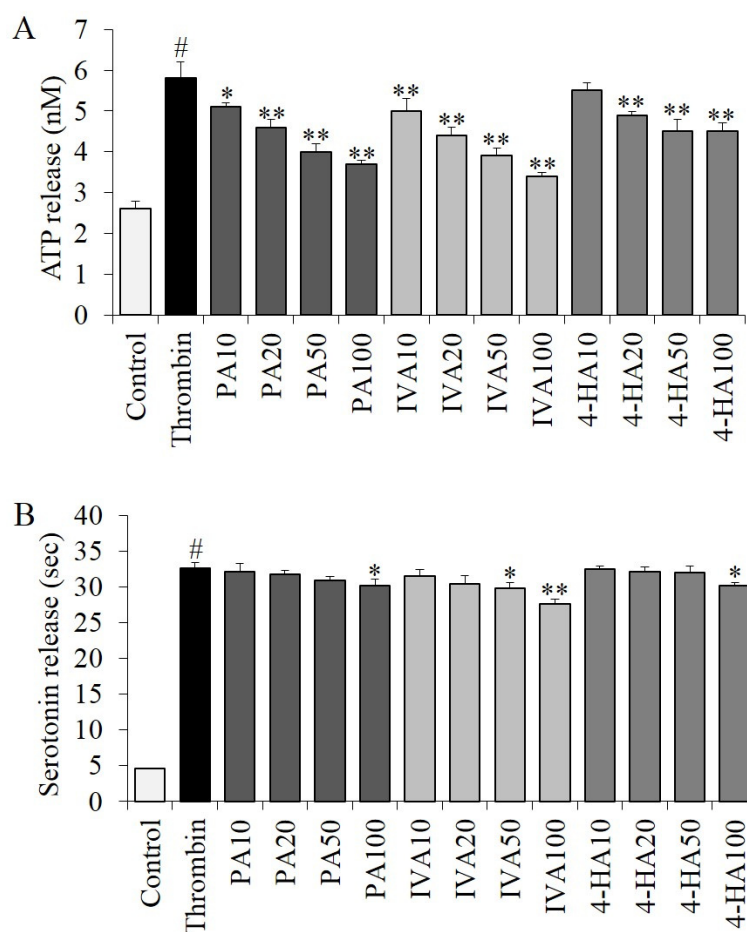 A
ATP release (nM)
7
6
5
4
3
2
1
0
#
*
**
**
**
**
**
**
**
**
**
**
Control
Thrombin
PA10
PA20
PA50
PA100
IVA10
IVA20
IVA50
IVA100
4-HA10
4-HA20
4-HA50
4-HA100
B
Serotonin release (sec)
40
35
30
25
20
15
10
5
0
#
*
*
**
*
Control
Thrombin
PA10
PA20
PA50
PA100
IVA10
IVA20
IVA50
IVA100
4-HA10
4-HA20
4-HA50
4-HA100